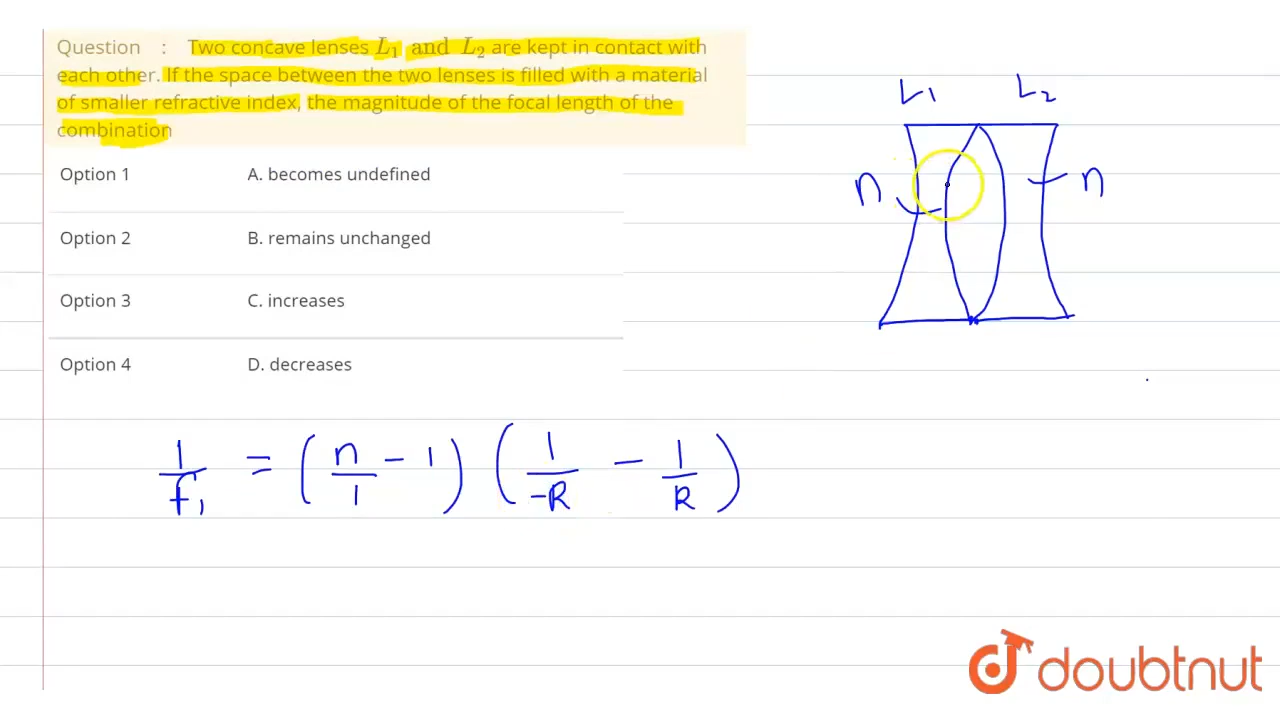 Question : Two concave lenses L₁ and L₂ are kept in contact with
each other. If the space between the two lenses is filled with a material
of smaller refractive index, the magnitude of the focal length of the
combination
Option 1 A. becomes undefined
Option 2 B. remains unchanged
Option 3 C. increases
Option 4 D. decreases
L₁ L₂
n n
1/f₁ = (n/1 - 1) (1/-R - 1/R)
doubtnut